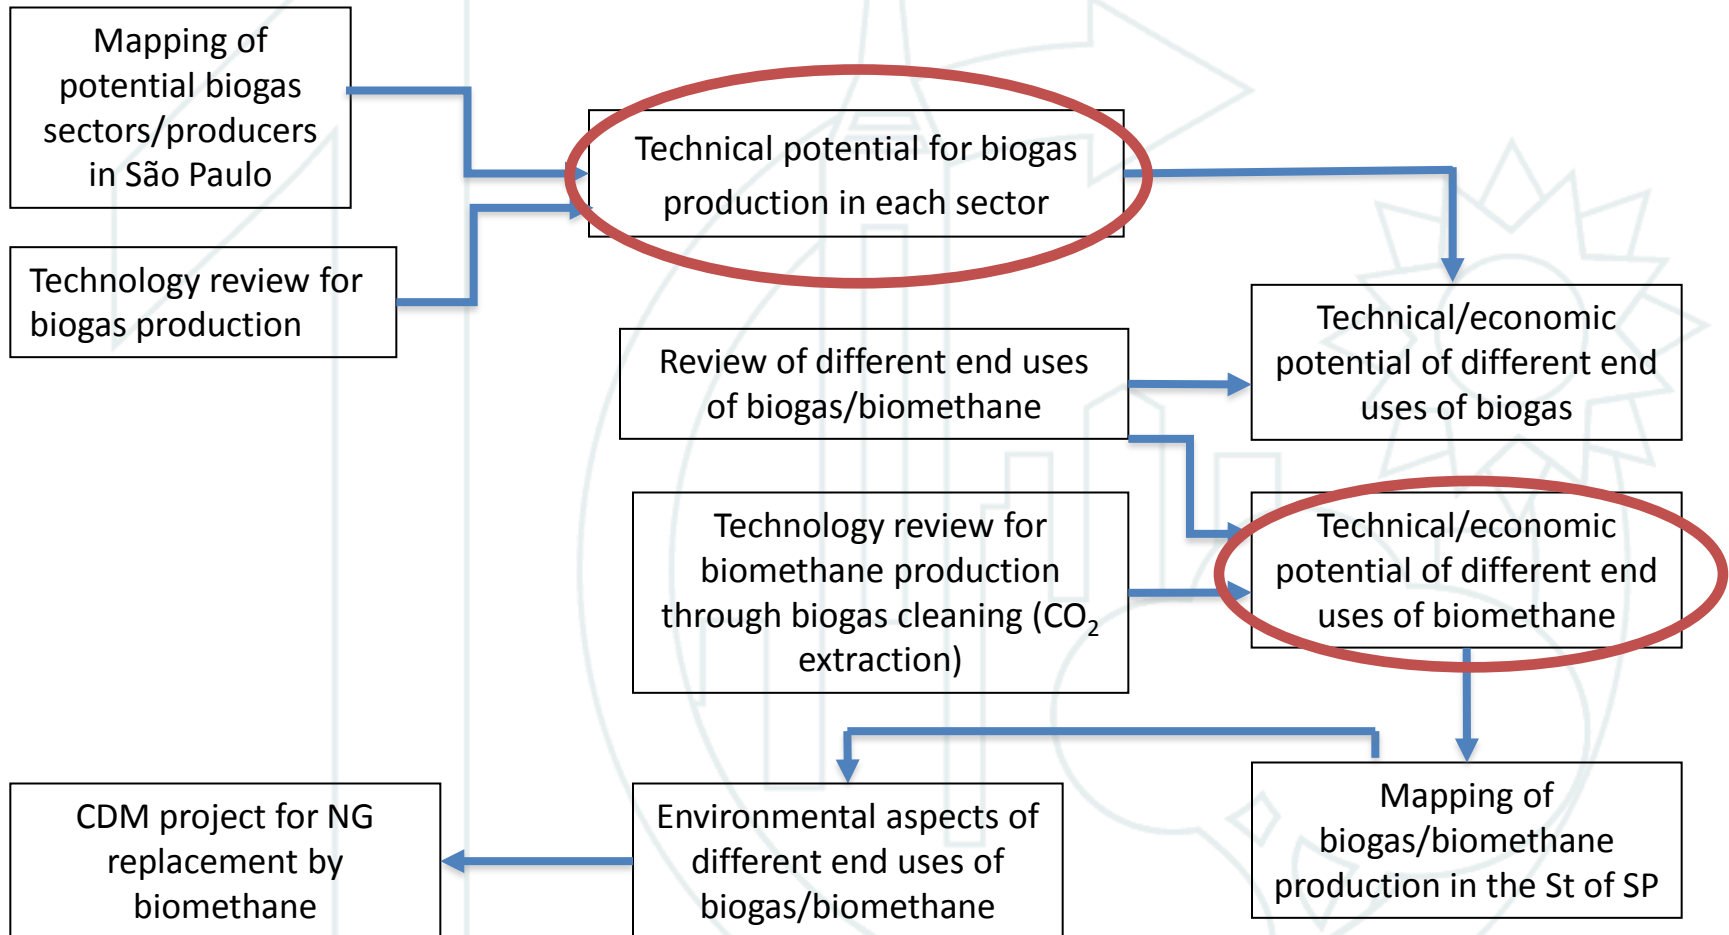 Mapping of
potential biogas
sectors/producers
in São Paulo
Technology review for
biogas production
Technical potential for biogas
production in each sector
Review of different end uses
of biogas/biomethane
Technical/economic
potential of different end
uses of biogas
Technology review for
biomethane production
through biogas cleaning (CO₂
extraction)
Technical/economic
potential of different end
uses of biomethane
Mapping of
biogas/biomethane
production in the St of SP
Environmental aspects of
different end uses of
biogas/biomethane
CDM project for NG
replacement by
biomethane